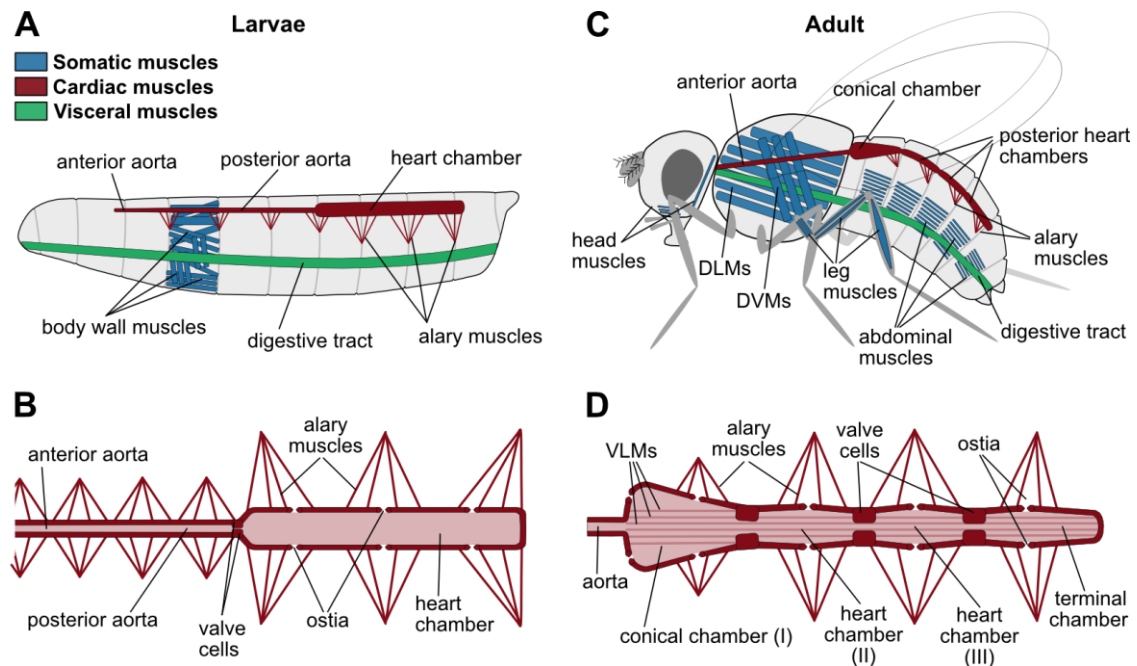 A
Larvae
Somatic muscles
Cardiac muscles
Visceral muscles
anterior aorta
posterior aorta
heart chamber
body wall muscles
digestive tract
alary muscles
C
Adult
anterior aorta
conical chamber
posterior heart
chambers
head
muscles
DLMs
DVMs
leg
muscles
abdominal
muscles
alary
muscles
digestive tract
B
anterior aorta
alary
muscles
posterior aorta
valve
cells
ostia
heart
chamber
D
VLMs
alary
muscles
valve
cells
ostia
aorta
conical chamber (I)
heart
chamber
(II)
heart
chamber
(III)
terminal
chamber